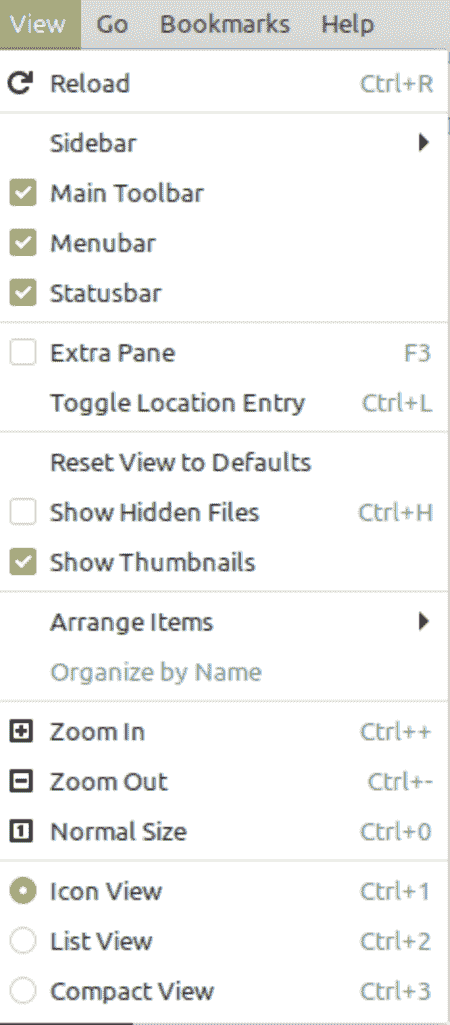 View Go Bookmarks Help
Reload Ctrl+R
Sidebar
Main Toolbar
Menubar
Statusbar
Extra Pane F3
Toggle Location Entry Ctrl+L
Reset View to Defaults
Show Hidden Files Ctrl+H
Show Thumbnails
Arrange Items
Organize by Name
Zoom In Ctrl++
Zoom Out Ctrl+-
1 Normal Size Ctrl+0
Icon View Ctrl+1
List View Ctrl+2
Compact View Ctrl+3